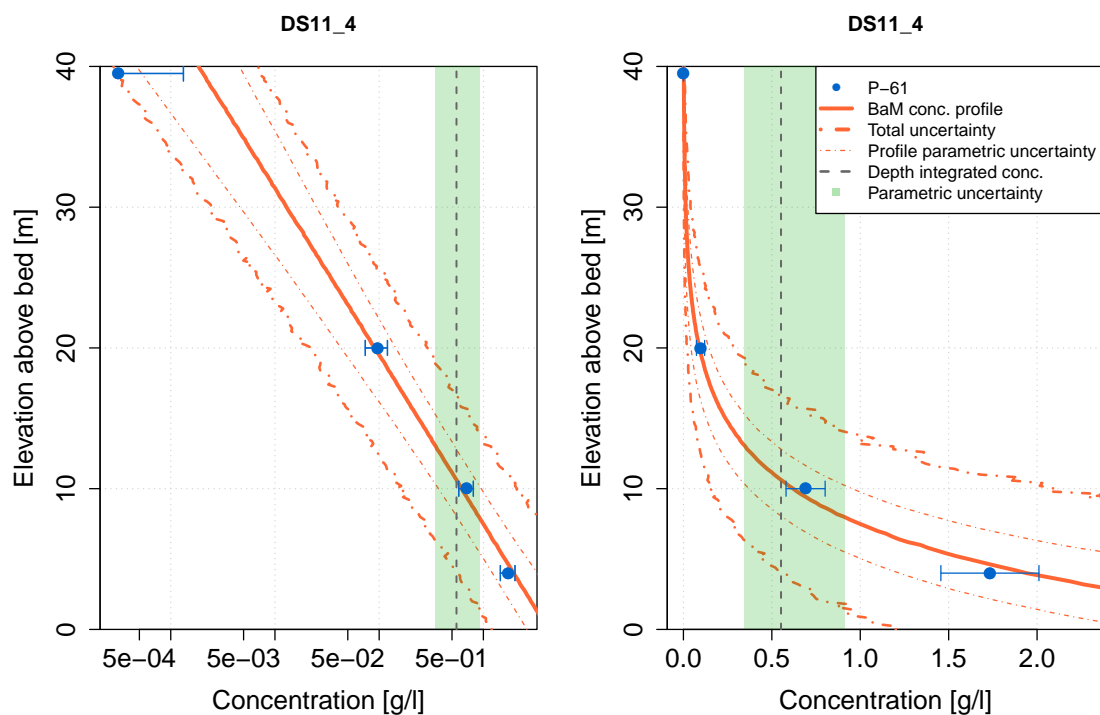 DS11_4
0
10
20
30
40
Elevation above bed [m]
5e−04
5e−03
5e−02
5e−01
Concentration [g/l]
DS11_4
P−61
BaM conc. profile
Total uncertainty
Profile parametric uncertainty
Depth integrated conc.
Parametric uncertainty
0
10
20
30
40
Elevation above bed [m]
0.0
0.5
1.0
1.5
2.0
Concentration [g/l]